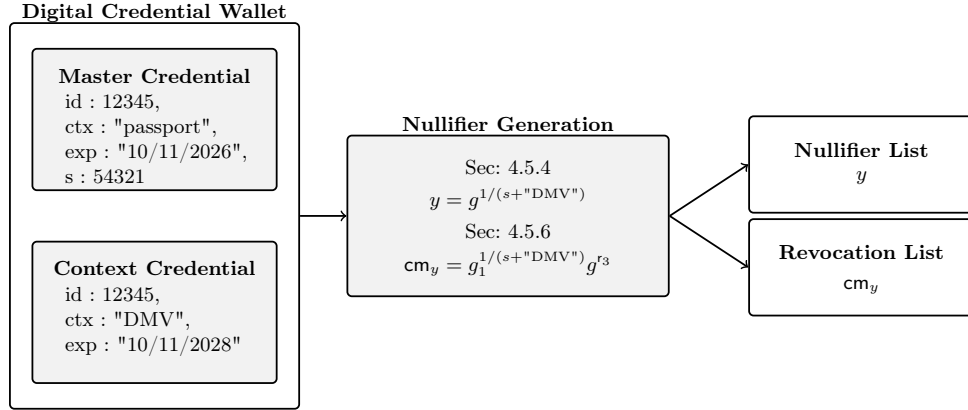 Digital Credential Wallet
Master Credential
id : 12345,
ctx : "passport",
exp : "10/11/2026",
s : 54321
Context Credential
id : 12345,
ctx : "DMV",
exp : "10/11/2028"
Nullifier Generation
Sec: 4.5.4
y = g^{1/(s+"DMV")}
Sec: 4.5.6
cm_y = g_1^{1/(s+"DMV")} g^{r_3}
Nullifier List
y
Revocation List
cm_y